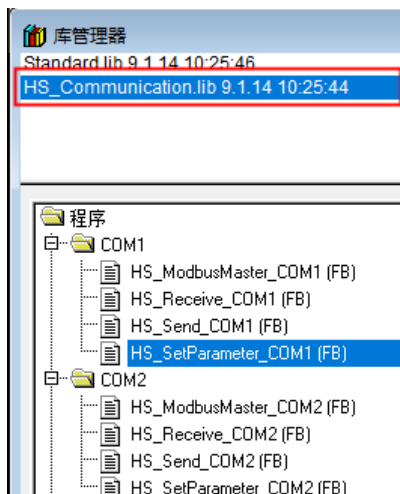 库管理器
Standard.lib 9.1.14 10:25:46
HS_Communication.lib 9.1.14 10:25:44
程序
COM1
HS_ModbusMaster_COM1 (FB)
HS_Receive_COM1 (FB)
HS_Send_COM1 (FB)
HS_SetParameter_COM1 (FB)
COM2
HS_ModbusMaster_COM2 (FB)
HS_Receive_COM2 (FB)
HS_Send_COM2 (FB)
HS_SetParameter_COM2 (FB)